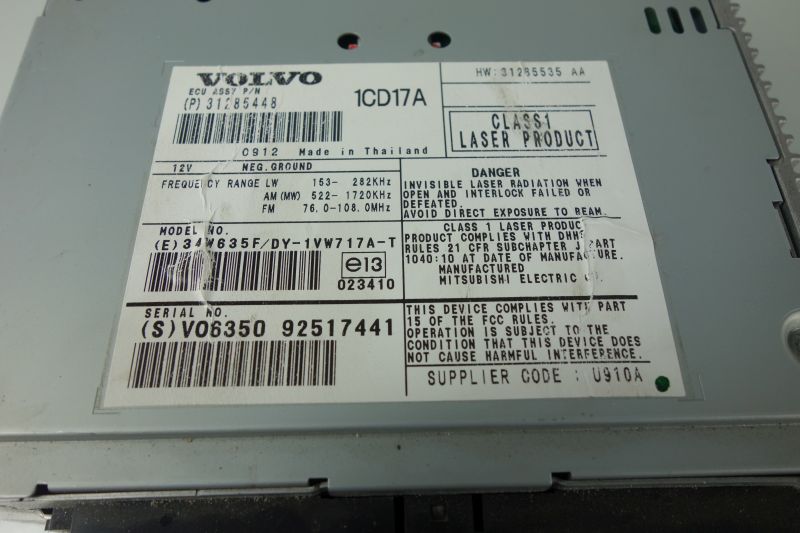 VOLVO
ECU ASSY P/N
(P) 31285448
1CD17A
0912 Made in Thailand
HW: 31285535 AA
CLASS1
LASER PRODUCT
12V NEG. GROUND
FREQUENCY RANGE LW 153- 282KHz
AM (MW) 522- 1720KHz
FM 76.0-108.0MHz
DANGER
INVISIBLE LASER RADIATION WHEN
OPEN AND INTERLOCK FAILED OR
DEFEATED.
AVOID DIRECT EXPOSURE TO BEAM.
MODEL NO.
(E) 34W635F/DY-1VW717A-T
e13
023410
CLASS 1 LASER PRODUCT
PRODUCT COMPLIES WITH DHHS
RULES 21 CFR SUBCHAPTER J PART
1040:10 AT DATE OF MANUFACTURE.
MANUFACTURED
MITSUBISHI ELECTRIC CO.
SERIAL NO.
(S) VO6350 92517441
THIS DEVICE COMPLIES WITH PART
15 OF THE FCC RULES.
OPERATION IS SUBJECT TO THE
CONDITION THAT THIS DEVICE DOES
NOT CAUSE HARMFUL INTERFERENCE.
SUPPLIER CODE : U910A